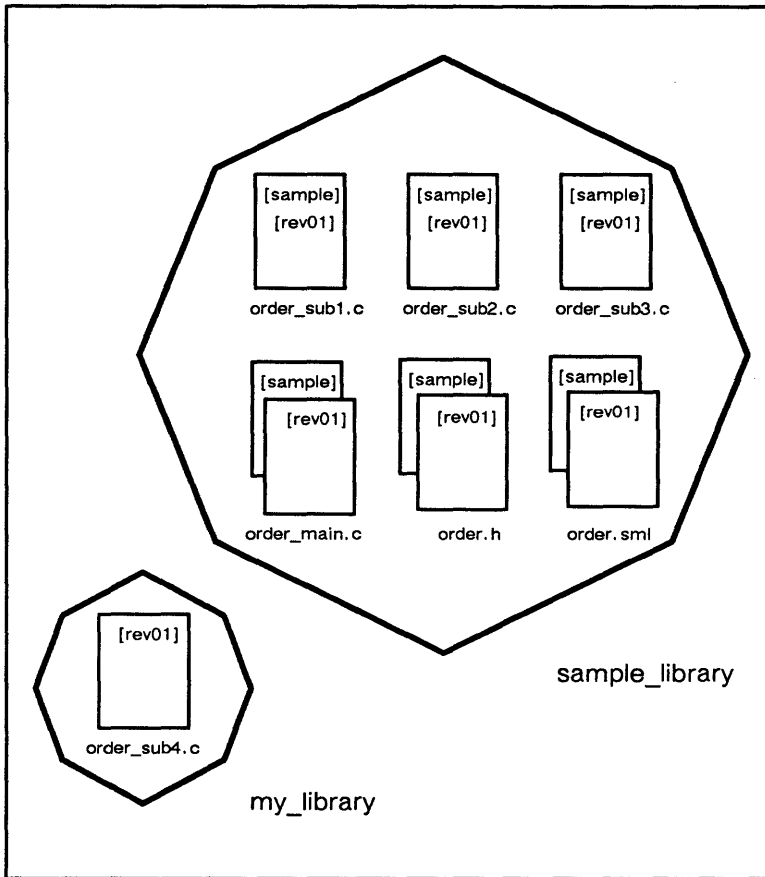 [sample] [sample] [sample]
[rev01] [rev01] [rev01]
order_sub1.c order_sub2.c order_sub3.c
[sample] [sample] [sample]
[rev01] [rev01] [rev01]
order_main.c order.h order.sml
sample_library
[rev01]
order_sub4.c
my_library